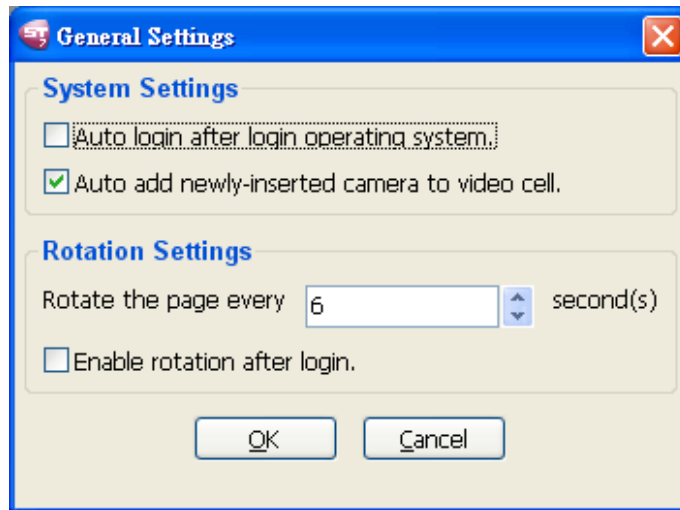 General Settings
System Settings
Auto login after login operating system.
Auto add newly-inserted camera to video cell.
Rotation Settings
Rotate the page every 6 second(s)
Enable rotation after login.
OK Cancel